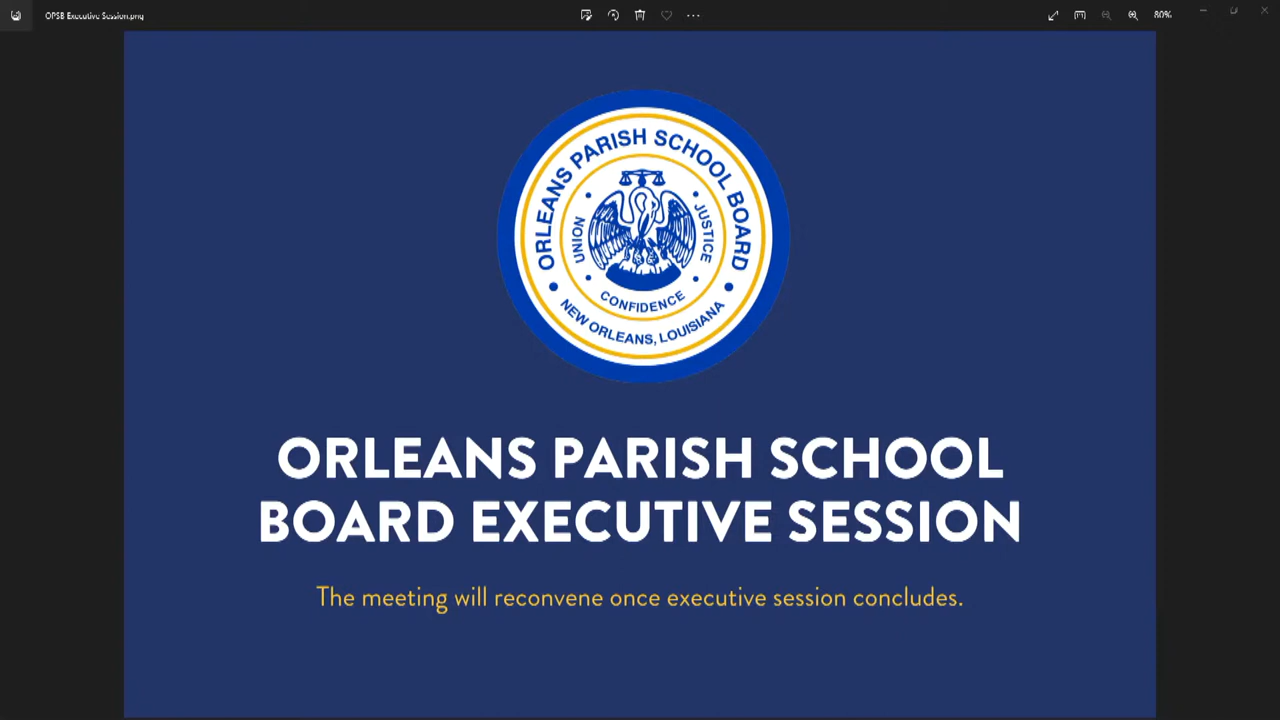 OPSB Executive Session.png
80%
ORLEANS PARISH SCHOOL BOARD
UNION
JUSTICE
CONFIDENCE
NEW ORLEANS, LOUISIANA
ORLEANS PARISH SCHOOL
BOARD EXECUTIVE SESSION
The meeting will reconvene once executive session concludes.